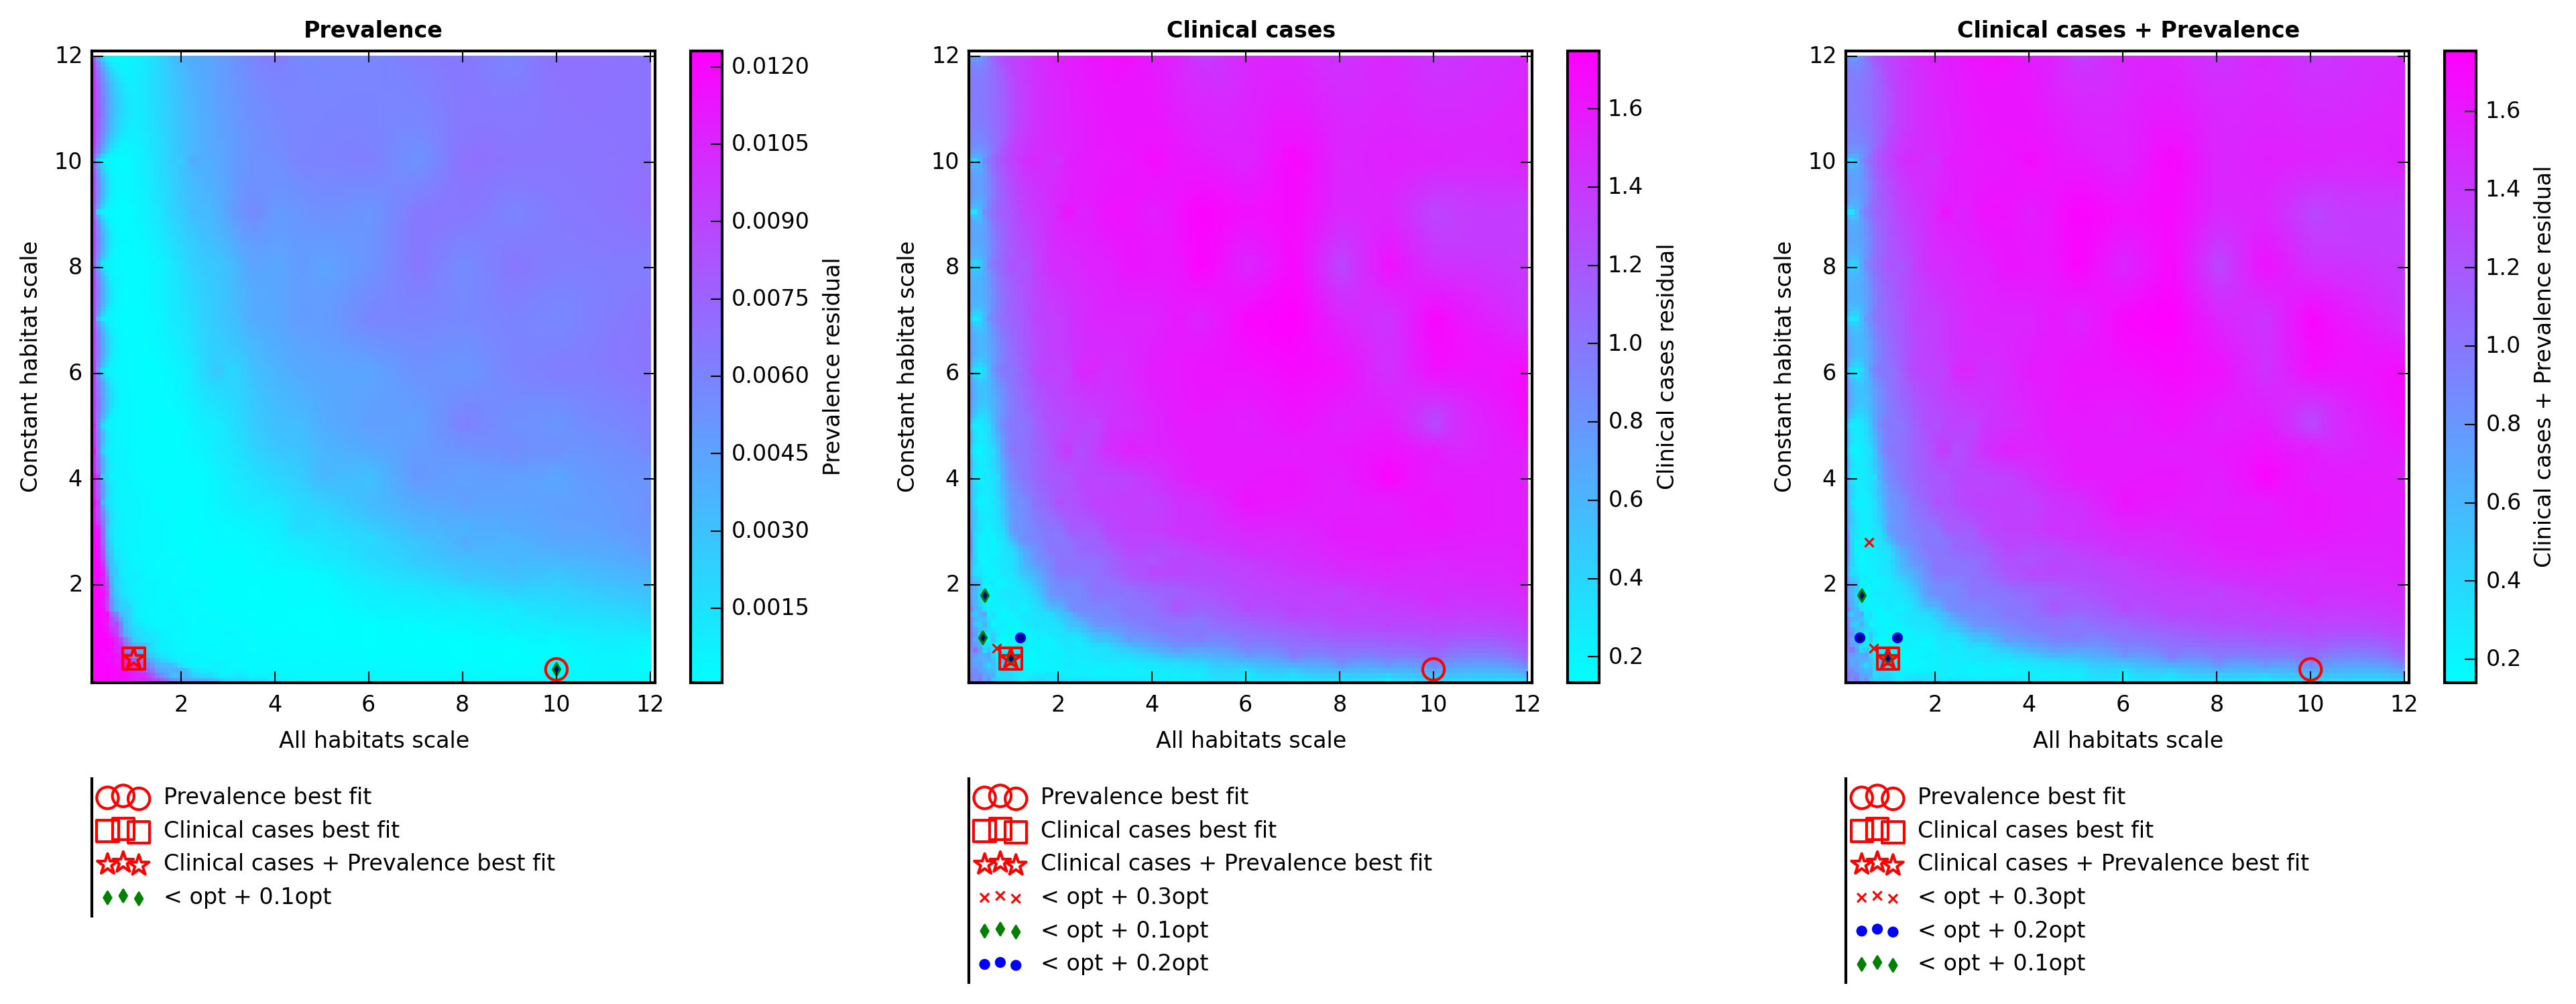 Prevalence
12
10
8
6
4
2
Constant habitat scale
2 4 6 8 10 12
All habitats scale
0.0120
0.0105
0.0090
0.0075
0.0060
0.0045
0.0030
0.0015
Prevalence residual
Prevalence best fit
Clinical cases best fit
Clinical cases + Prevalence best fit
< opt + 0.1opt
Clinical cases
12
10
8
6
4
2
Constant habitat scale
2 4 6 8 10 12
All habitats scale
1.6
1.4
1.2
1.0
0.8
0.6
0.4
0.2
Clinical cases residual
Prevalence best fit
Clinical cases best fit
Clinical cases + Prevalence best fit
< opt + 0.3opt
< opt + 0.1opt
< opt + 0.2opt
Clinical cases + Prevalence
12
10
8
6
4
2
Constant habitat scale
2 4 6 8 10 12
All habitats scale
1.6
1.4
1.2
1.0
0.8
0.6
0.4
0.2
Clinical cases + Prevalence residual
Prevalence best fit
Clinical cases best fit
Clinical cases + Prevalence best fit
< opt + 0.3opt
< opt + 0.2opt
< opt + 0.1opt